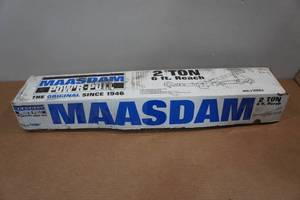 MAASDAM
POW'R-PULL
THE ORIGINAL SINCE 1946
2 TON
6 ft. Reach
MAASDAM
2 TON
6 ft. Reach